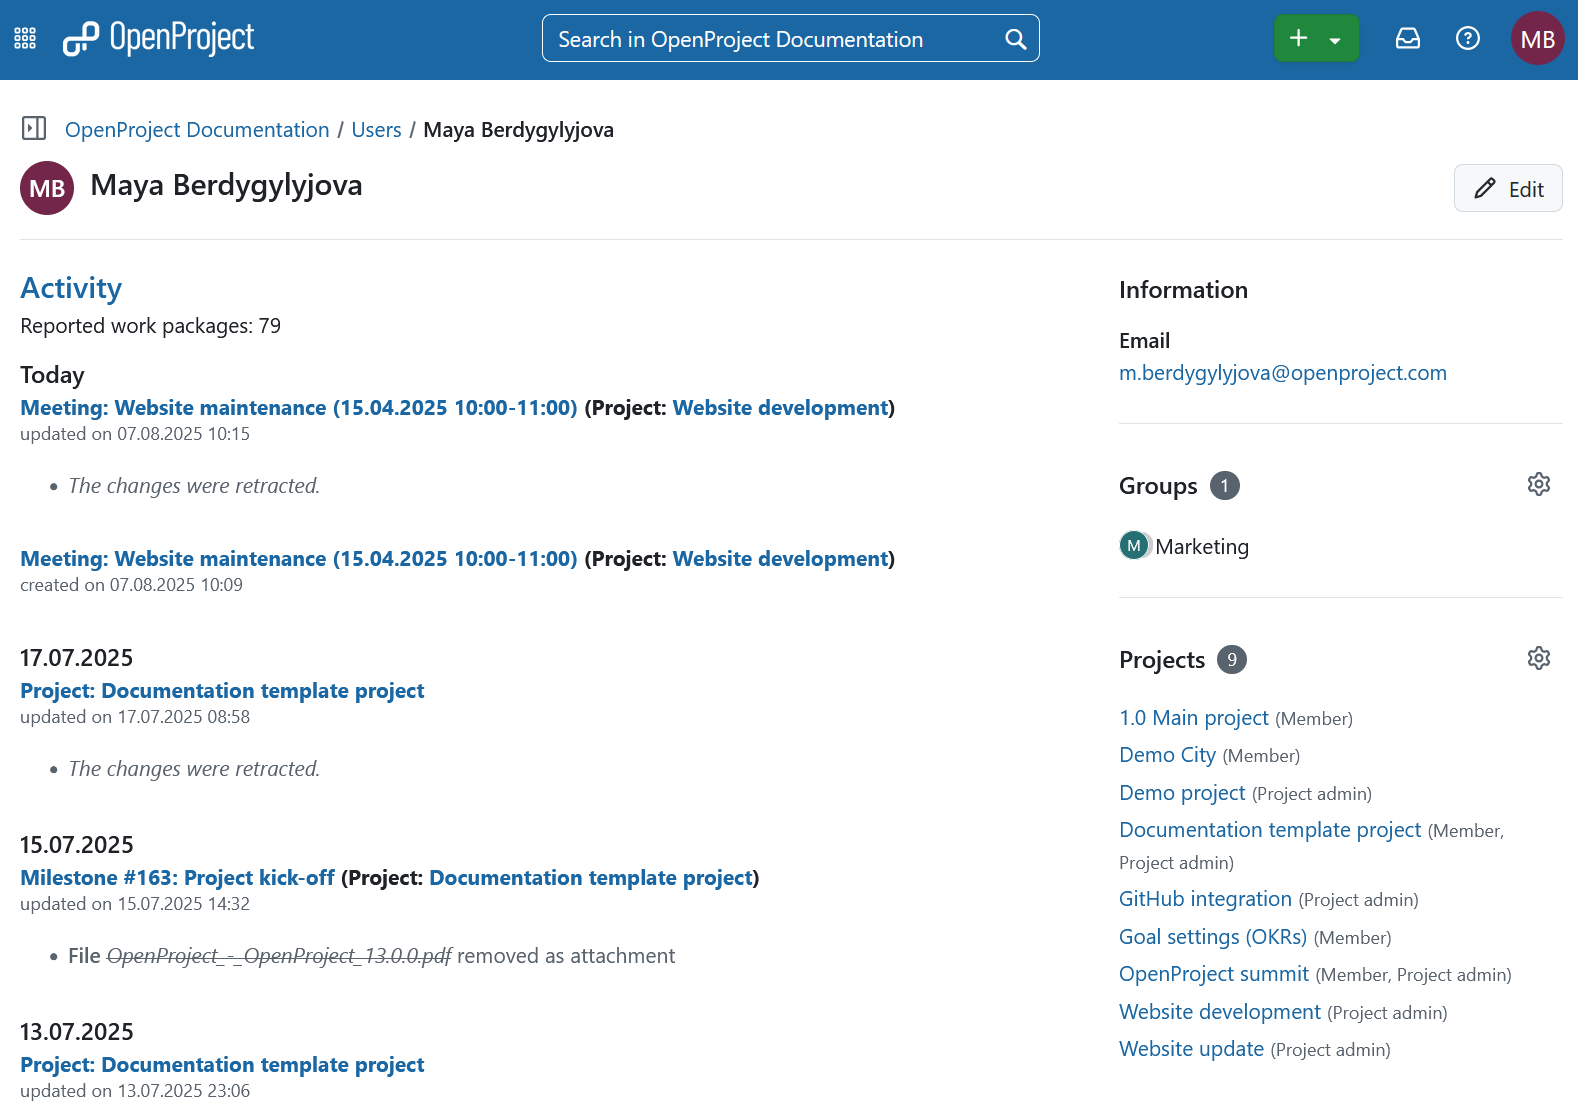 OpenProject
Search in OpenProject Documentation
MB
OpenProject Documentation / Users / Maya Berdygylyjova
MB Maya Berdygylyjova
Edit
Activity
Reported work packages: 79
Today
Meeting: Website maintenance (15.04.2025 10:00-11:00) (Project: Website development)
updated on 07.08.2025 10:15
• The changes were retracted.
Meeting: Website maintenance (15.04.2025 10:00-11:00) (Project: Website development)
created on 07.08.2025 10:09
17.07.2025
Project: Documentation template project
updated on 17.07.2025 08:58
• The changes were retracted.
15.07.2025
Milestone #163: Project kick-off (Project: Documentation template project)
updated on 15.07.2025 14:32
• File OpenProject_-_OpenProject_13.0.0.pdf removed as attachment
13.07.2025
Project: Documentation template project
updated on 13.07.2025 23:06
Information
Email
m.berdygylyjova@openproject.com
Groups 1
M Marketing
Projects 9
1.0 Main project (Member)
Demo City (Member)
Demo project (Project admin)
Documentation template project (Member,
Project admin)
GitHub integration (Project admin)
Goal settings (OKRs) (Member)
OpenProject summit (Member, Project admin)
Website development (Project admin)
Website update (Project admin)